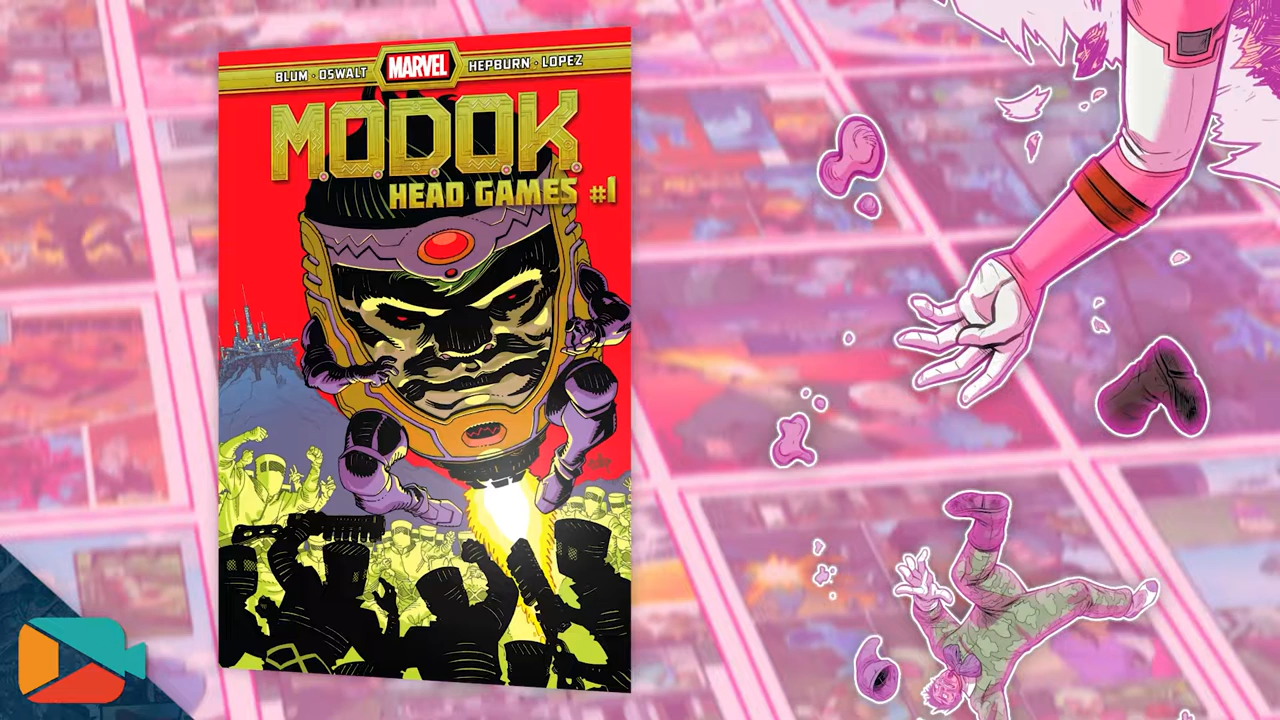 BLUM · OSWALT MARVEL HEPBURN · LOPEZ
M.O.D.O.K.
HEAD GAMES #1